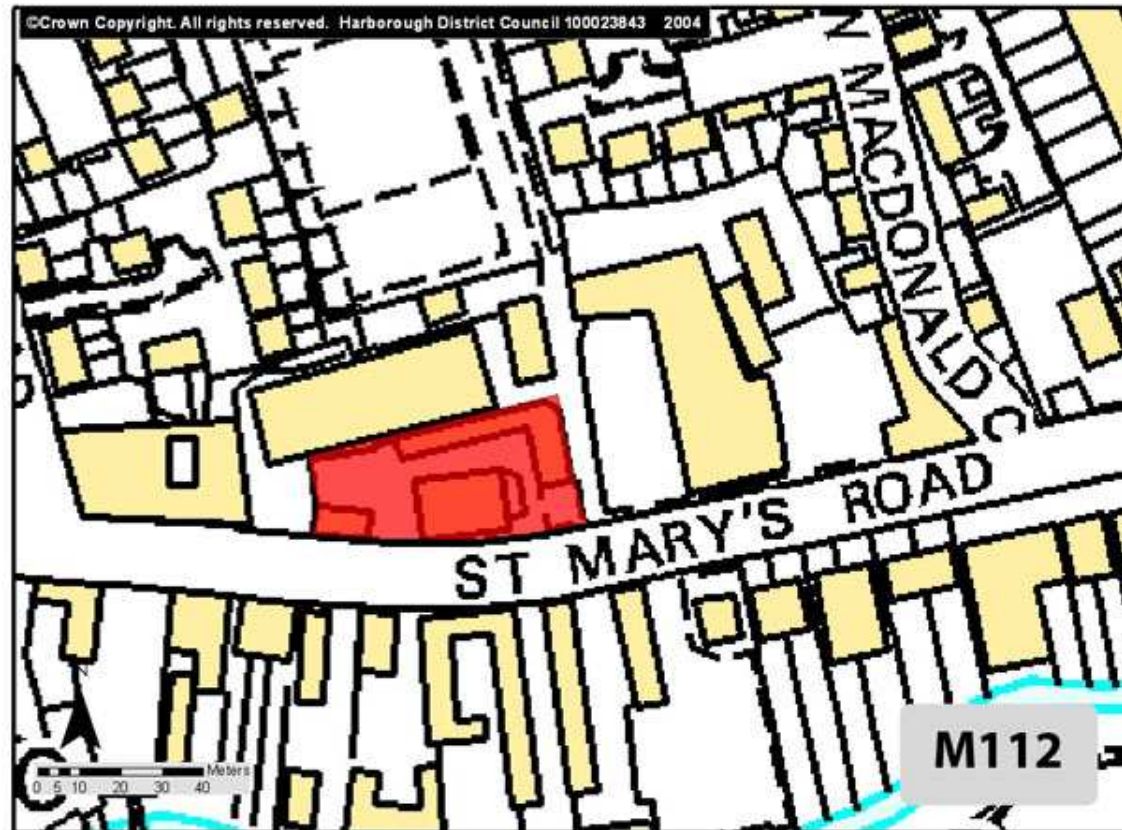 ©Crown Copyright. All rights reserved. Harborough District Council 100023843 2004
MACDONALD
ST MARY'S ROAD
M112
Meters
0 5 10 20 30 40